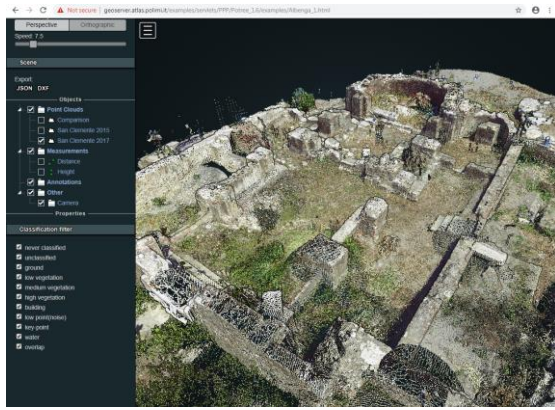 Not secure | geoserver.atlas.polimi.it/examples/servlets/PPP/Potree_1.6/examples/Albenga_1.html
Perspective Orthographic
Speed: 7.5
Scene
Export:
JSON DXF
Objects
Point Clouds
Comparison
San Clemente 2015
San Clemente 2017
Measurements
Distance
Height
Annotations
Other
Camera
Properties
Classification filter
never classified
unclassified
ground
low vegetation
medium vegetation
high vegetation
building
low point(noise)
key-point
water
overlap